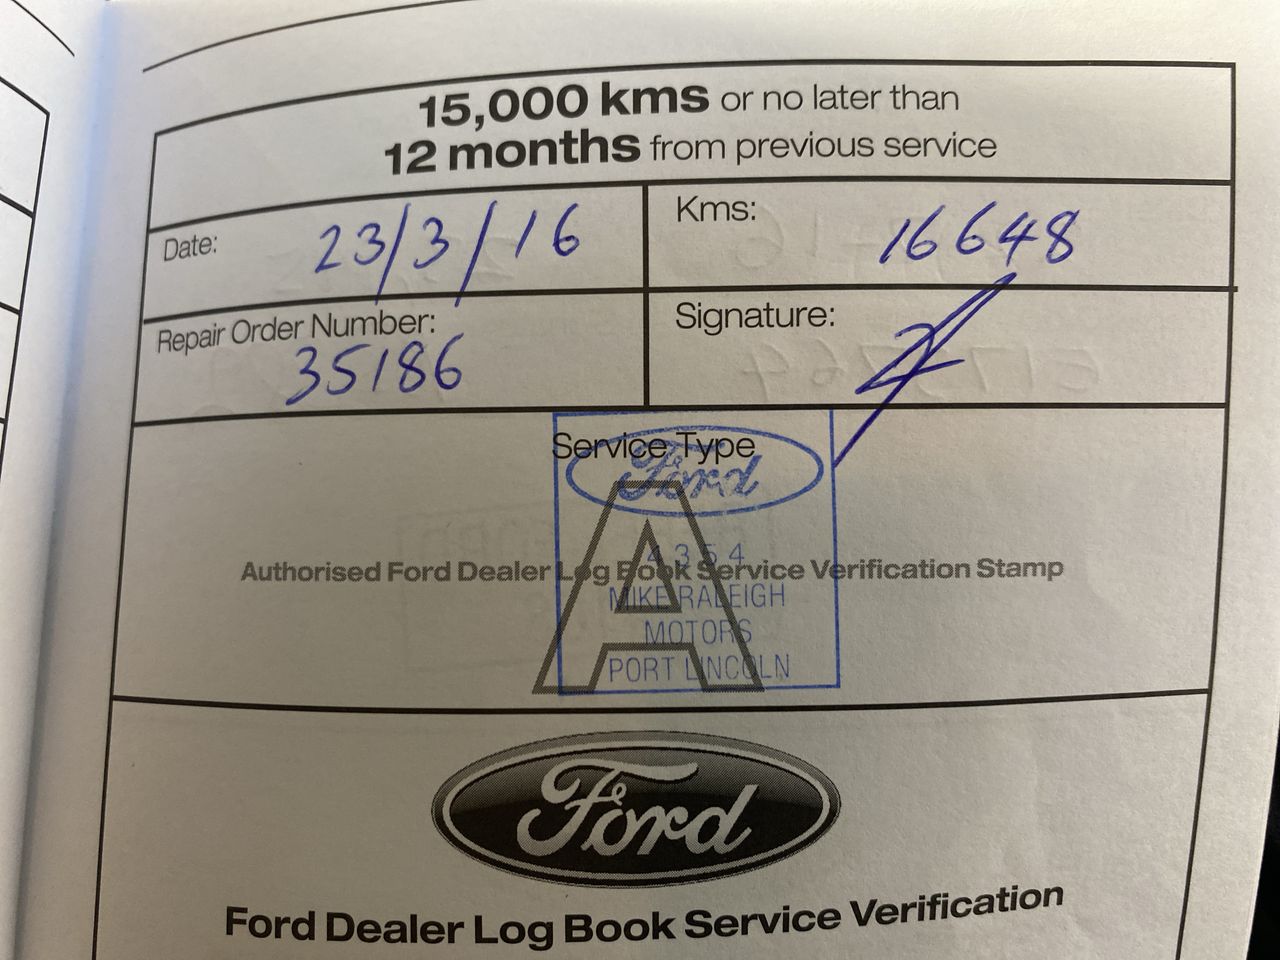 15,000 kms or no later than
12 months from previous service
Date: 23/3/16
Kms: 16648
Repair Order Number:
35186
Signature:
Service Type
Ford
A
4354
Authorised Ford Dealer Log Book Service Verification Stamp
MIKE RALEIGH
MOTORS
PORT LINCOLN
Ford
Ford Dealer Log Book Service Verification